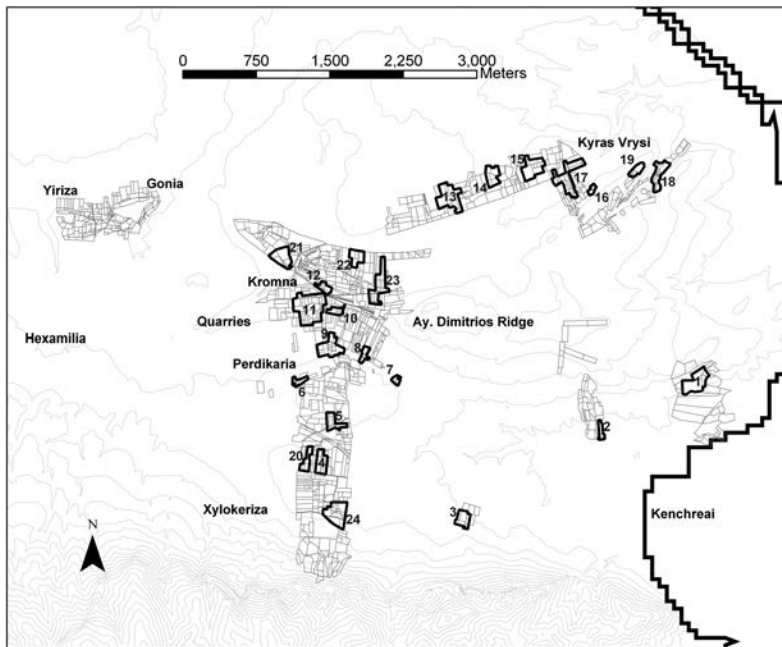 0 750 1,500 2,250 3,000
Meters
Kyras Vrysi
15
19
Yiriza
Gonia
14
17
18
13
16
21
22
Kromna
12
23
11
10
Quarries
Ay. Dimitrios Ridge
Hexamilia
9
8
Perdikaria
7
6
1
5
2
20
4
Xylokeriza
24
3
Kenchreai
N